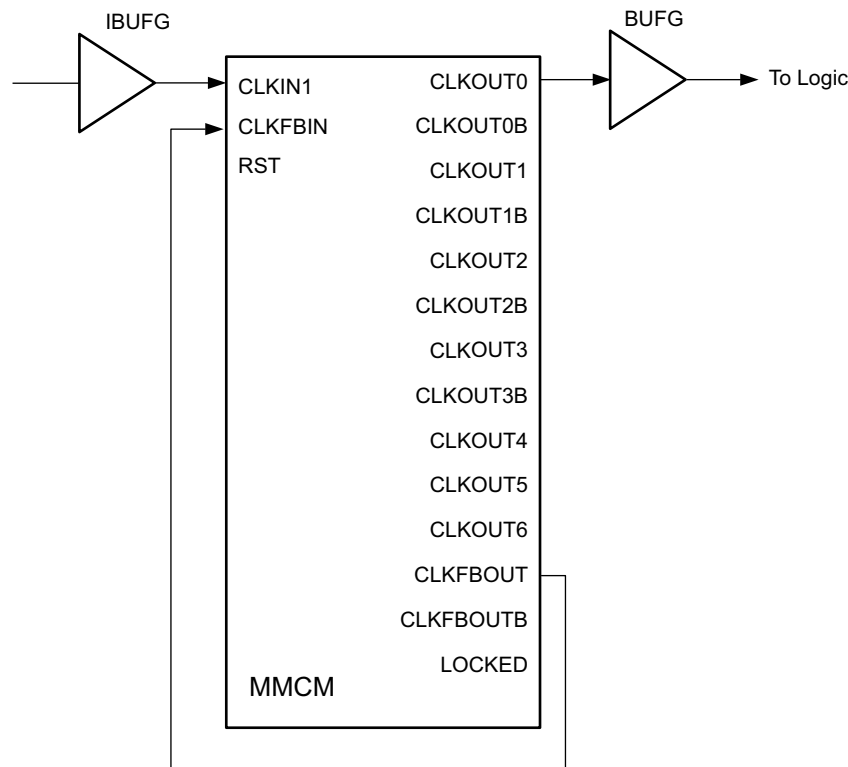 IBUFG
BUFG
CLKIN1
CLKFBIN
RST
CLKOUT0
CLKOUT0B
CLKOUT1
CLKOUT1B
CLKOUT2
CLKOUT2B
CLKOUT3
CLKOUT3B
CLKOUT4
CLKOUT5
CLKOUT6
CLKFBOUT
CLKFBOUTB
LOCKED
MMCM
To Logic